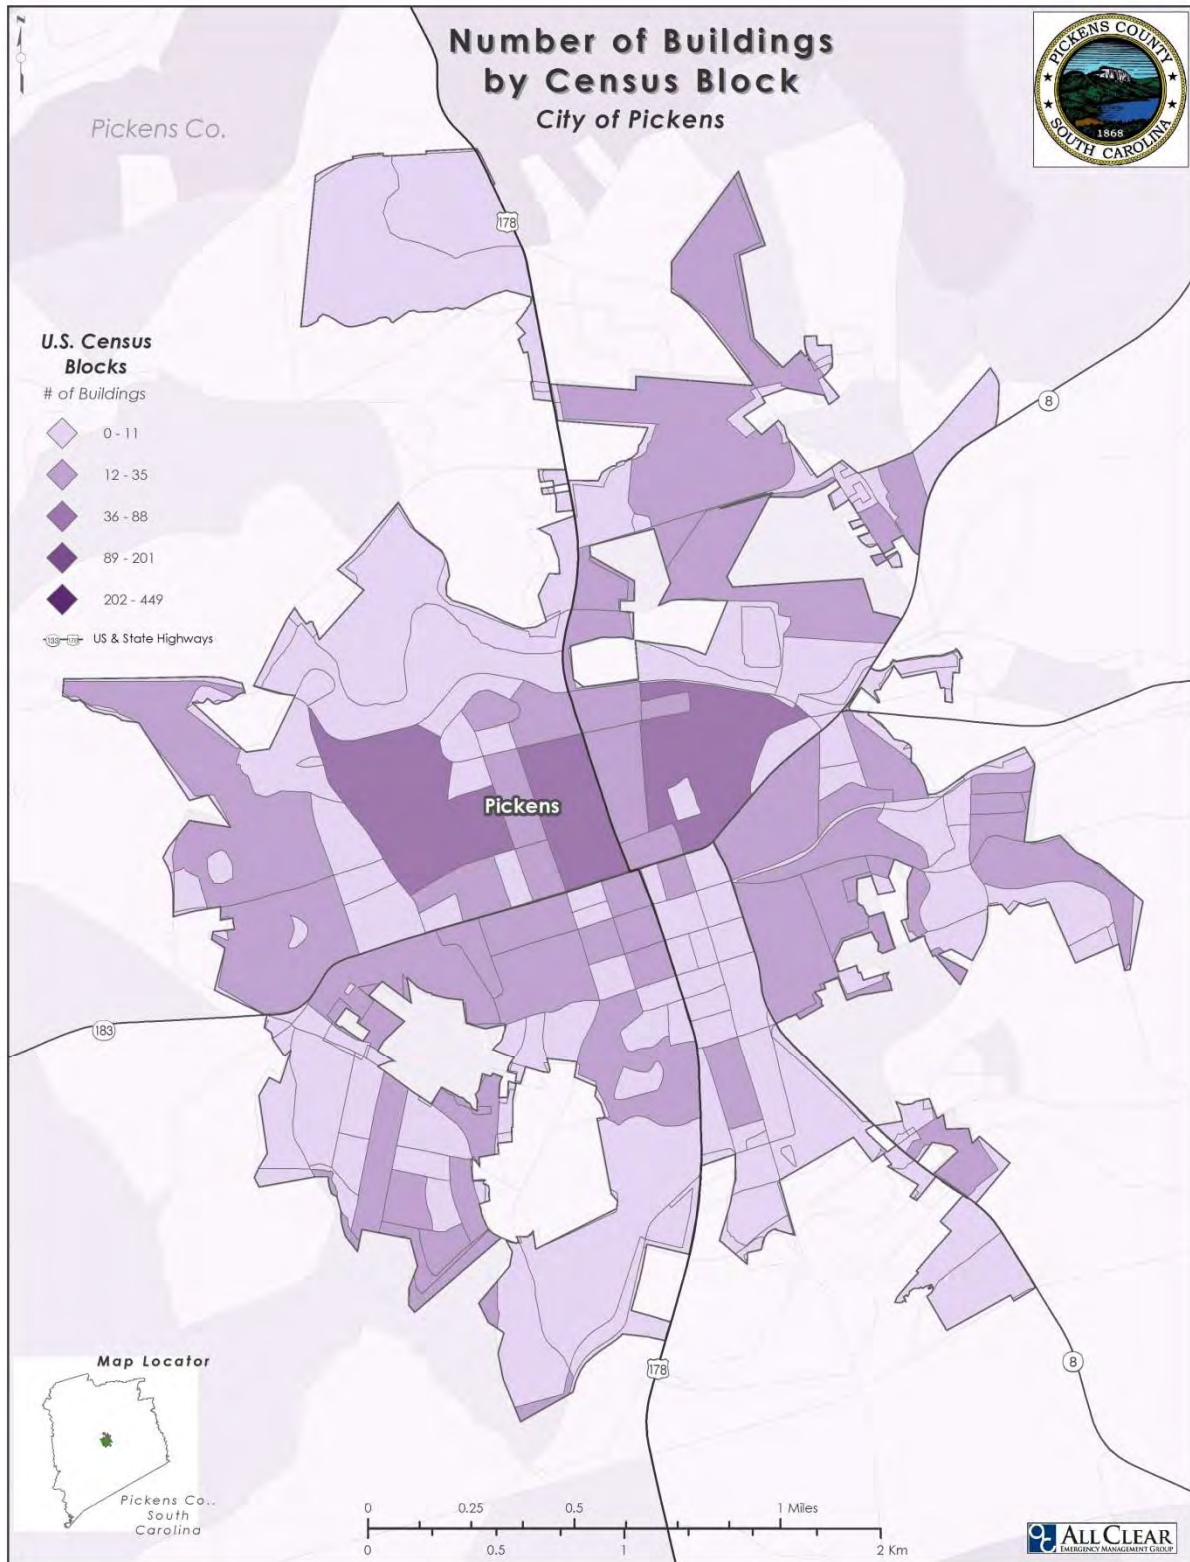 Number of Buildings
by Census Block
City of Pickens
N
PICKENS COUNTY
1868
SOUTH CAROLINA
Pickens Co.
178
U.S. Census
Blocks
# of Buildings
0 - 11
12 - 35
36 - 88
89 - 201
202 - 449
US & State Highways
8
Pickens
183
178
8
Map Locator
Pickens Co.,
South
Carolina
0 0.25 0.5 1 Miles
0 0.5 1 2 Km
ALL CLEAR
EMERGENCY MANAGEMENT GROUP